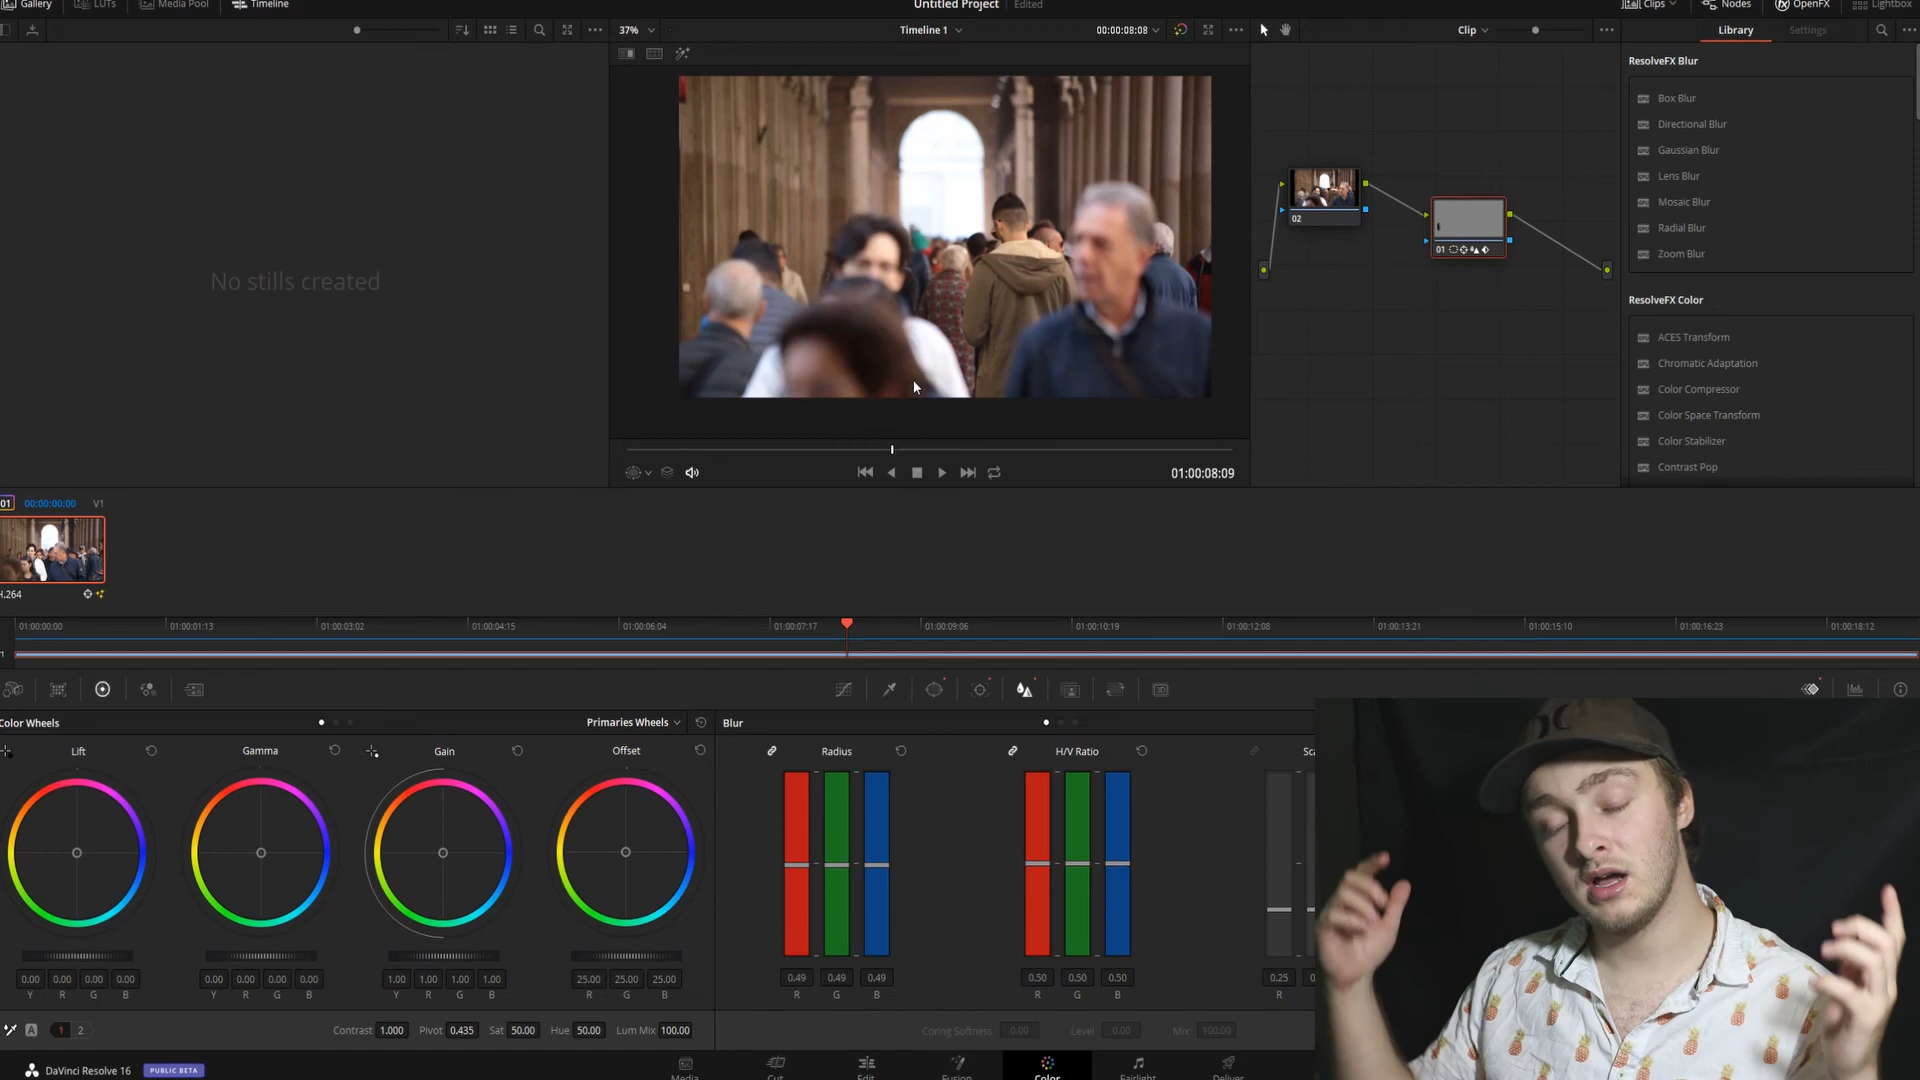 Gallery
LUTs
Media Pool
Timeline
Untitled Project
Edited
Clips
Nodes
OpenFX
Lightbox
37%
Timeline 1
00:00:08:08
Clip
Library
Settings
ResolveFX Blur
Box Blur
Directional Blur
Gaussian Blur
Lens Blur
Mosaic Blur
Radial Blur
Zoom Blur
ResolveFX Color
ACES Transform
Chromatic Adaptation
Color Compressor
Color Space Transform
Color Stabilizer
Contrast Pop
No stills created
02
01
01:00:08:09
01
00:00:00:00
V1
H.264
01:00:00:00
01:00:01:13
01:00:03:02
01:00:04:15
01:00:06:04
01:00:07:17
01:00:09:06
01:00:10:19
01:00:12:08
01:00:13:21
01:00:15:10
01:00:16:23
01:00:18:12
Color Wheels
Primaries Wheels
Blur
Lift
Gamma
Gain
Offset
Radius
H/V Ratio
0.00 0.00 0.00 0.00
Y R G B
0.00 0.00 0.00 0.00
Y R G B
1.00 1.00 1.00 1.00
Y R G B
25.00 25.00 25.00
R G B
0.49 0.49 0.49
R G B
0.50 0.50 0.50
R G B
0.25
R
A
1
2
Contrast 1.000
Pivot 0.435
Sat 50.00
Hue 50.00
Lum Mix 100.00
Coring Softness 0.00
Level 0.00
Mix 100.00
DaVinci Resolve 16
PUBLIC BETA
Media
Cut
Edit
Fusion
Color
Fairlight
Deliver